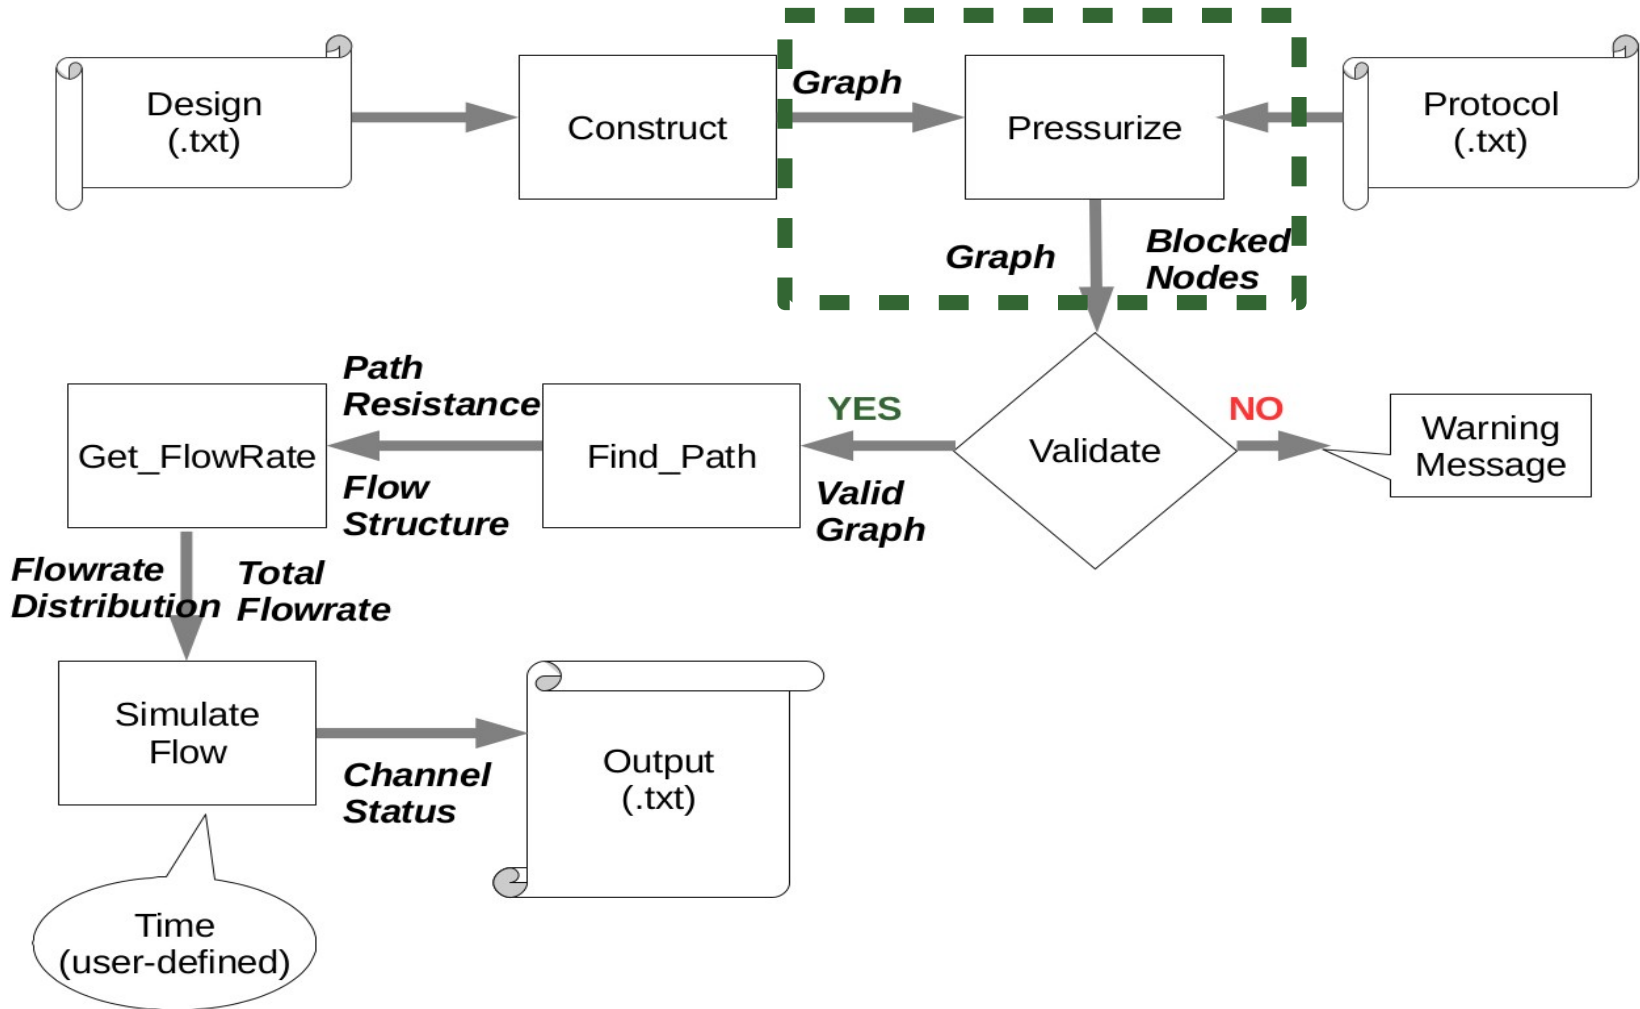 Design
(.txt)
Construct
Graph
Pressurize
Protocol
(.txt)
Graph
Blocked
Nodes
Path
Resistance
Get_FlowRate
Flow
Structure
Find_Path
YES
Valid
Graph
Validate
NO
Warning
Message
Flowrate
Distribution
Total
Flowrate
Simulate
Flow
Channel
Status
Output
(.txt)
Time
(user-defined)